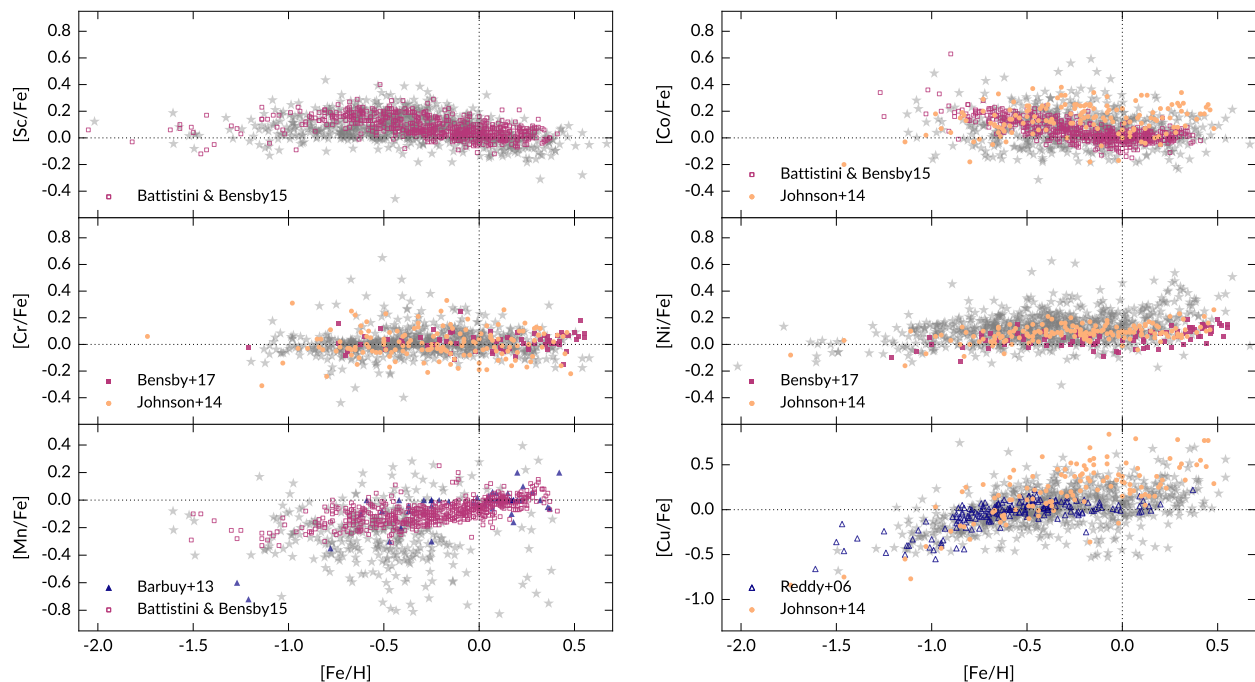 0.8
0.6
0.4
0.2
0.0
-0.2
-0.4
[Sc/Fe]
Battistini & Bensby15
0.8
0.6
0.4
0.2
0.0
-0.2
-0.4
[Co/Fe]
Battistini & Bensby15
Johnson+14
0.8
0.6
0.4
0.2
0.0
-0.2
-0.4
[Cr/Fe]
Bensby+17
Johnson+14
0.8
0.6
0.4
0.2
0.0
-0.2
-0.4
[Ni/Fe]
Bensby+17
Johnson+14
0.4
0.2
0.0
-0.2
-0.4
-0.6
-0.8
[Mn/Fe]
Barbuy+13
Battistini & Bensby15
-2.0 -1.5 -1.0 -0.5 0.0 0.5
[Fe/H]
0.5
0.0
-0.5
-1.0
[Cu/Fe]
Reddy+06
Johnson+14
-2.0 -1.5 -1.0 -0.5 0.0 0.5
[Fe/H]